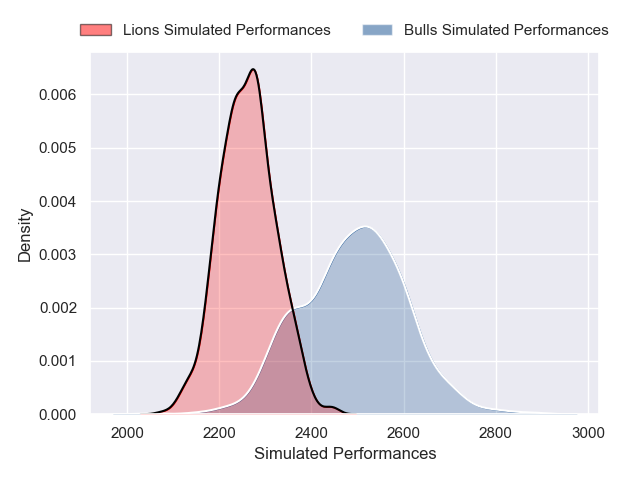 Lions Simulated Performances Bulls Simulated Performances
Density
0.006
0.005
0.004
0.003
0.002
0.001
0.000
2000 2200 2400 2600 2800 3000
Simulated Performances